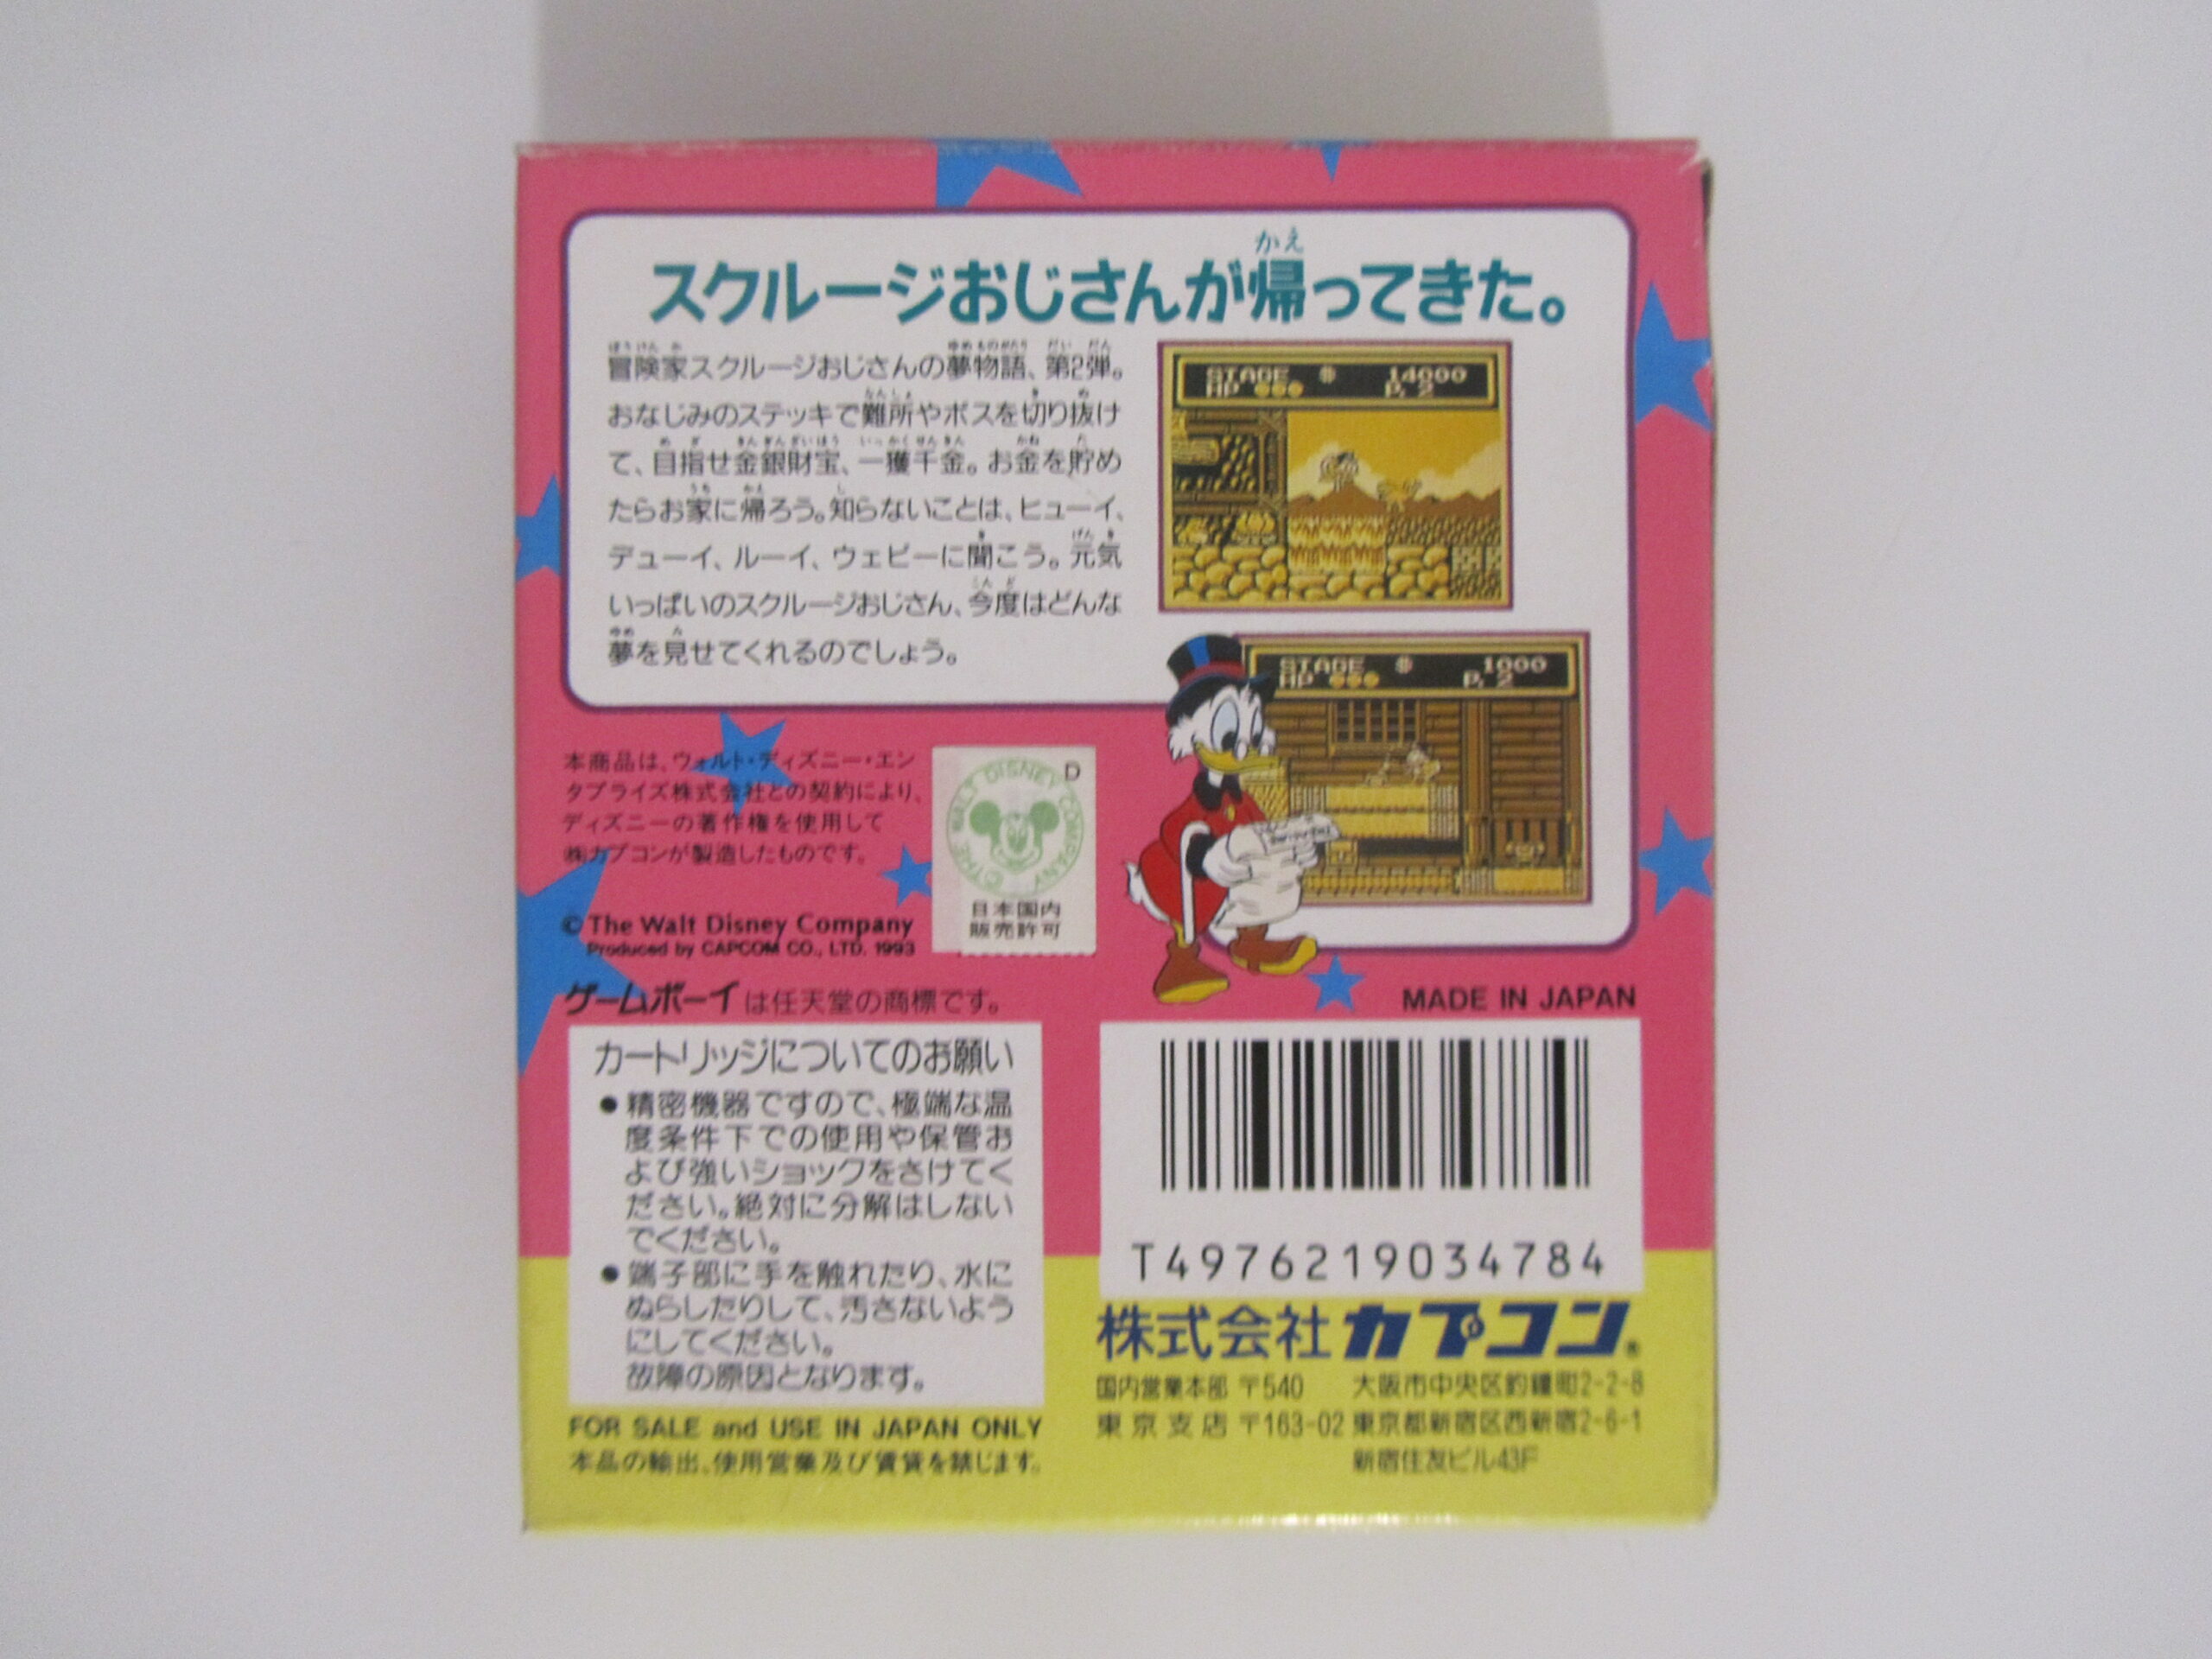 スクルージおじさんが帰ってきた。
冒険家スクルージおじさんの夢物語、第2弾。
おなじみのステッキで難所やボスを切り抜け
て、目指せ金銀財宝、一獲千金。お金を貯め
たらお家に帰ろう。知らないことは、ヒューイ、
デューイ、ルーイ、ウェビーに聞こう。元気
いっぱいのスクルージおじさん、今度はどんな
夢を見せてくれるのでしょう。
STAGE $ 14000
HP P. 2
STAGE $ 1000
HP P. 2
本商品は、ウォルト・ディズニー・エン
タプライズ株式会社との契約により、
ディズニーの著作権を使用して
㈱カプコンが製造したものです。
© The Walt Disney Company
Produced by CAPCOM CO., LTD. 1993
D
© THE WALT DISNEY COMPANY
日本国内
販売許可
ゲームボーイは任天堂の商標です。
MADE IN JAPAN
カートリッジについてのお願い
●精密機器ですので、極端な温
度条件下での使用や保管お
よび強いショックをさけてく
ださい。絶対に分解はしない
でください。
●端子部に手を触れたり、水に
ぬらしたりして、汚さないよう
にしてください。
故障の原因となります。
FOR SALE and USE IN JAPAN ONLY
本品の輸出、使用営業及び賃貸を禁じます。
T4976219034784
株式会社カプコン®
国内営業本部 〒540 大阪市中央区釣鐘町2-2-8
東京支店 〒163-02 東京都新宿区西新宿2-6-1
新宿住友ビル43F